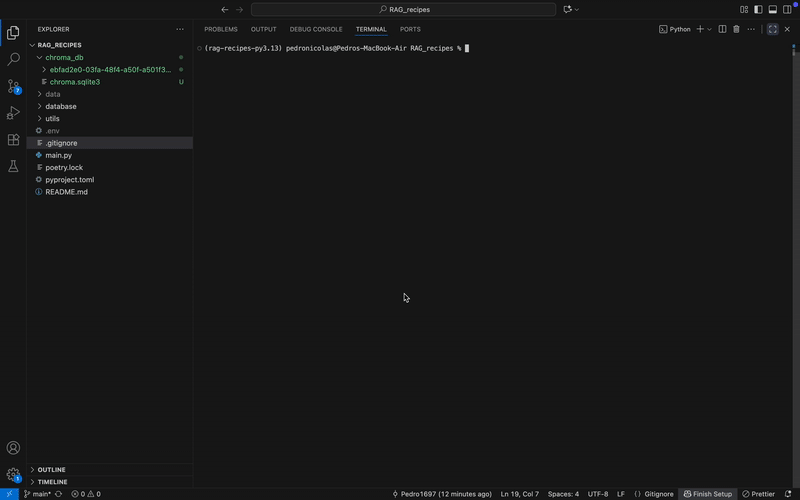 RAG_recipes
EXPLORER
RAG_RECIPES
chroma_db
ebfad2e0-03fa-48f4-a50f-a501f3...
chroma.sqlite3 U
data
database
utils
.env
.gitignore
main.py
poetry.lock
pyproject.toml
README.md
OUTLINE
TIMELINE
7
1
PROBLEMS OUTPUT DEBUG CONSOLE TERMINAL PORTS
Python
(rag-recipes-py3.13) pedronicolas@Pedros-MacBook-Air RAG_recipes %
main* 0 0 Pedro1697 (12 minutes ago) Ln 19, Col 7 Spaces: 4 UTF-8 LF {} Gitignore Finish Setup Prettier